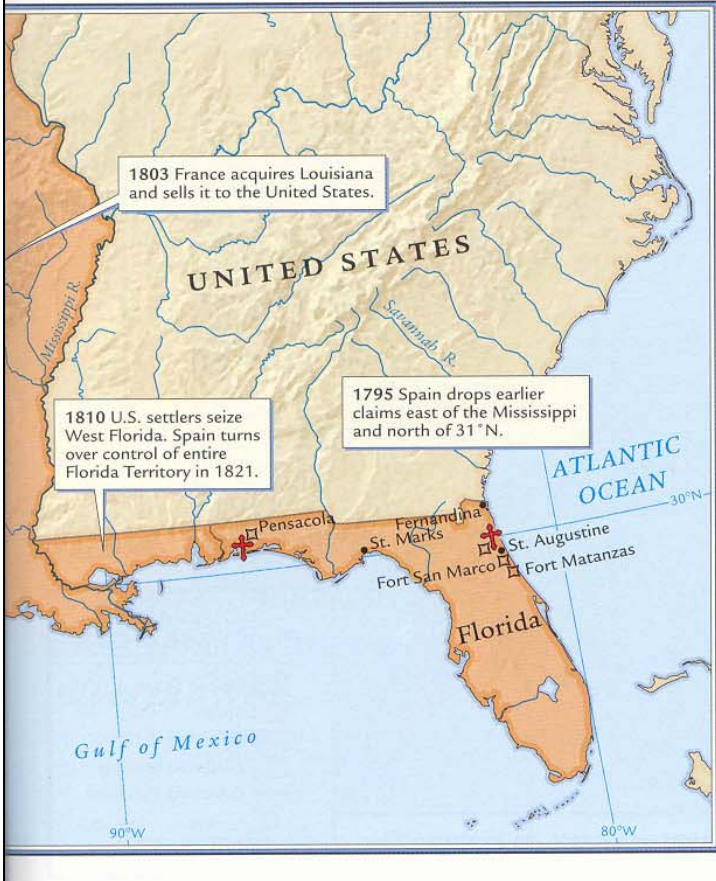 1803 France acquires Louisiana
and sells it to the United States.
UNITED STATES
Mississippi R.
Savannah R.
1795 Spain drops earlier
claims east of the Mississippi
and north of 31°N.
1810 U.S. settlers seize
West Florida. Spain turns
over control of entire
Florida Territory in 1821.
ATLANTIC
OCEAN
30°N
Pensacola
Fernandina
St. Marks
St. Augustine
Fort San Marco
Fort Matanzas
Florida
Gulf of Mexico
90°W
80°W